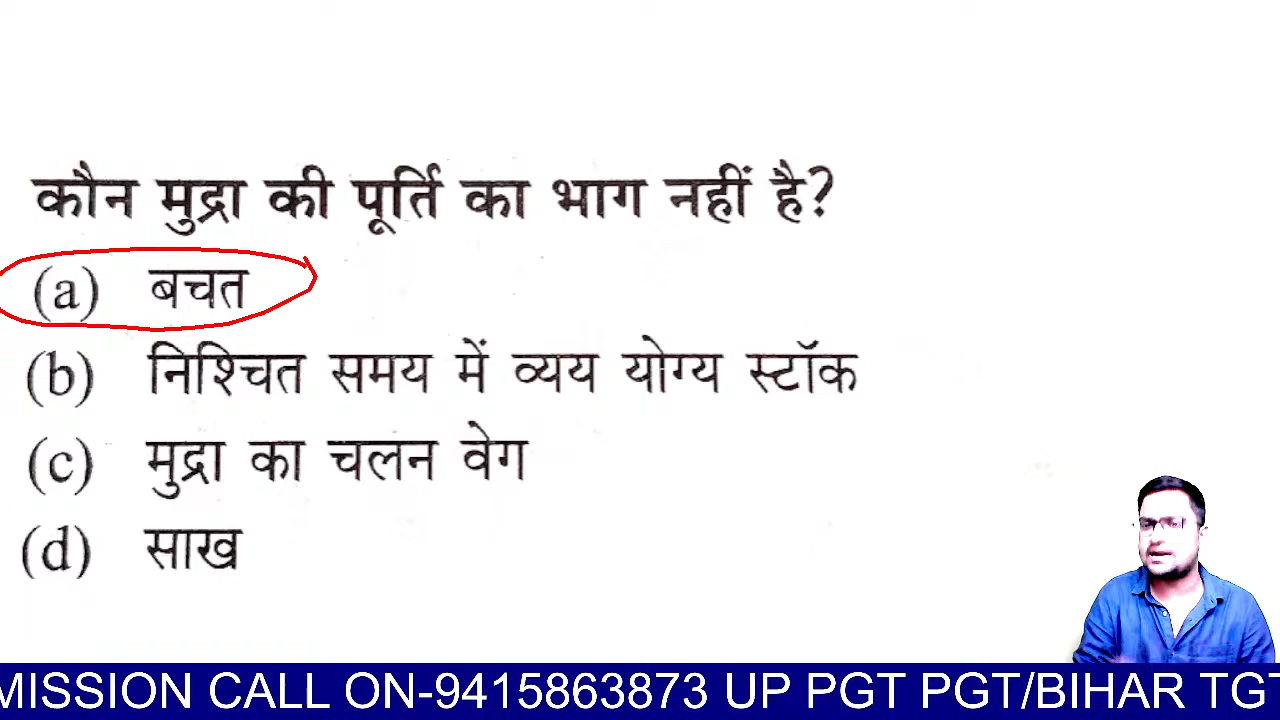 कौन मुद्रा की पूर्ति का भाग नहीं है?
(a) बचत
(b) निश्चित समय में व्यय योग्य स्टॉक
(c) मुद्रा का चलन वेग
(d) साख
MISSION CALL ON-9415863873 UP PGT PGT/BIHAR TGT